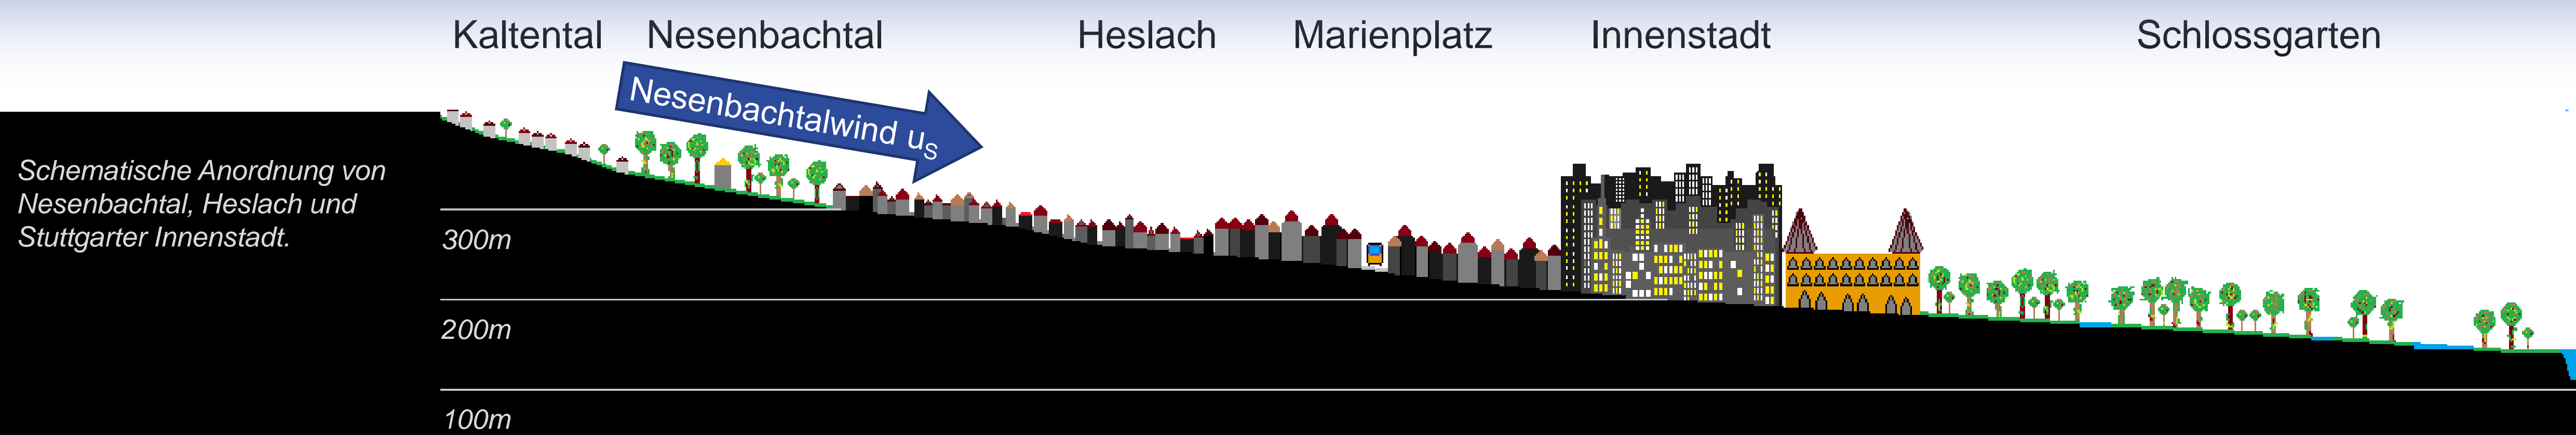 Kaltental Nesenbachtal Heslach Marienplatz Innenstadt Schlossgarten
Nesenbachtalwind uS
Schematische Anordnung von
Nesenbachtal, Heslach und
Stuttgarter Innenstadt.
300m
200m
100m